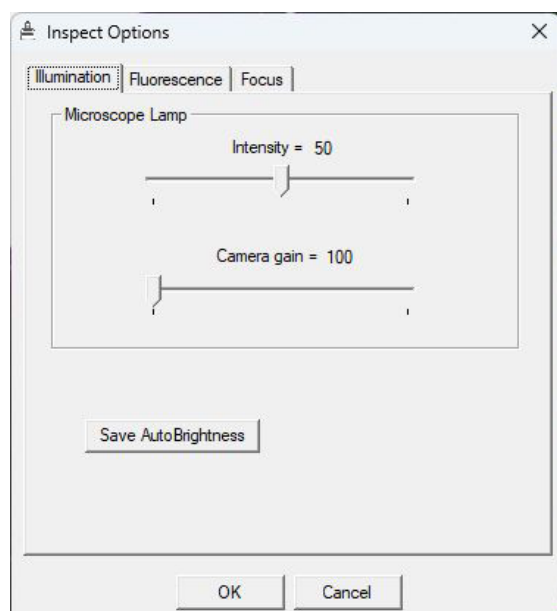 Inspect Options
Illumination Fluorescence Focus
Microscope Lamp
Intensity = 50
Camera gain = 100
Save AutoBrightness
OK Cancel